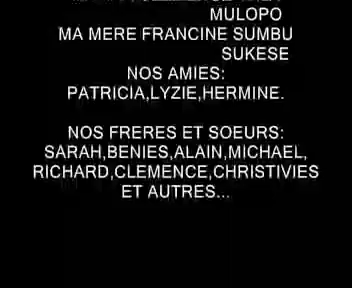 MULOPO
MA MERE FRANCINE SUMBU
SUKESE
NOS AMIES:
PATRICIA,LYZIE,HERMINE.
NOS FRERES ET SOEURS:
SARAH,BENIES,ALAIN,MICHAEL,
RICHARD,CLEMENCE,CHRISTIVIES
ET AUTRES...